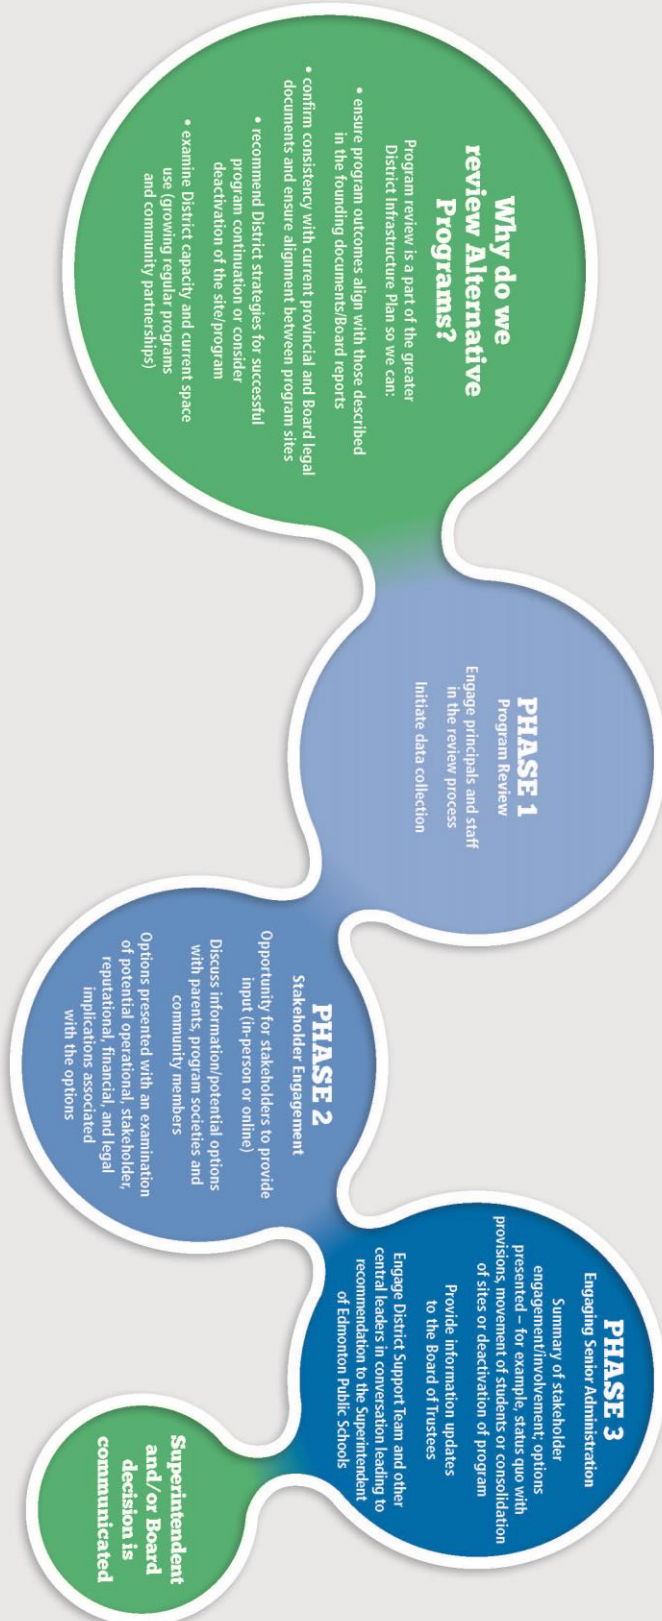 Why do we
review Alternative
Programs?
Program review is a part of the greater
District Infrastructure Plan so we can:
• ensure program outcomes align with those described
in the founding documents/Board reports
• confirm consistency with current provincial and Board legal
documents and ensure alignment between program sites
• recommend District strategies for successful
program continuation or consider
deactivation of the site/program
• examine District capacity and current space
use (growing regular programs
and community partnerships)
PHASE 1
Program Review
Engage principals and staff
in the review process
Initiate data collection
PHASE 2
Stakeholder Engagement
Opportunity for stakeholders to provide
input (in-person or online)
Discuss information/potential options
with parents, program societies and
community members
Options presented with an examination
of potential operational, stakeholder,
reputational, financial, and legal
implications associated
with the options
PHASE 3
Engaging Senior Administration
Summary of stakeholder
engagement/involvement; options
presented – for example, status quo with
provisions, movement of students or consolidation
of sites or deactivation of program
Provide information updates
to the Board of Trustees
Engage District Support Team and other
central leaders in conversation leading to
recommendation to the Superintendent
of Edmonton Public Schools
Superintendent
and/or Board
decision is
communicated